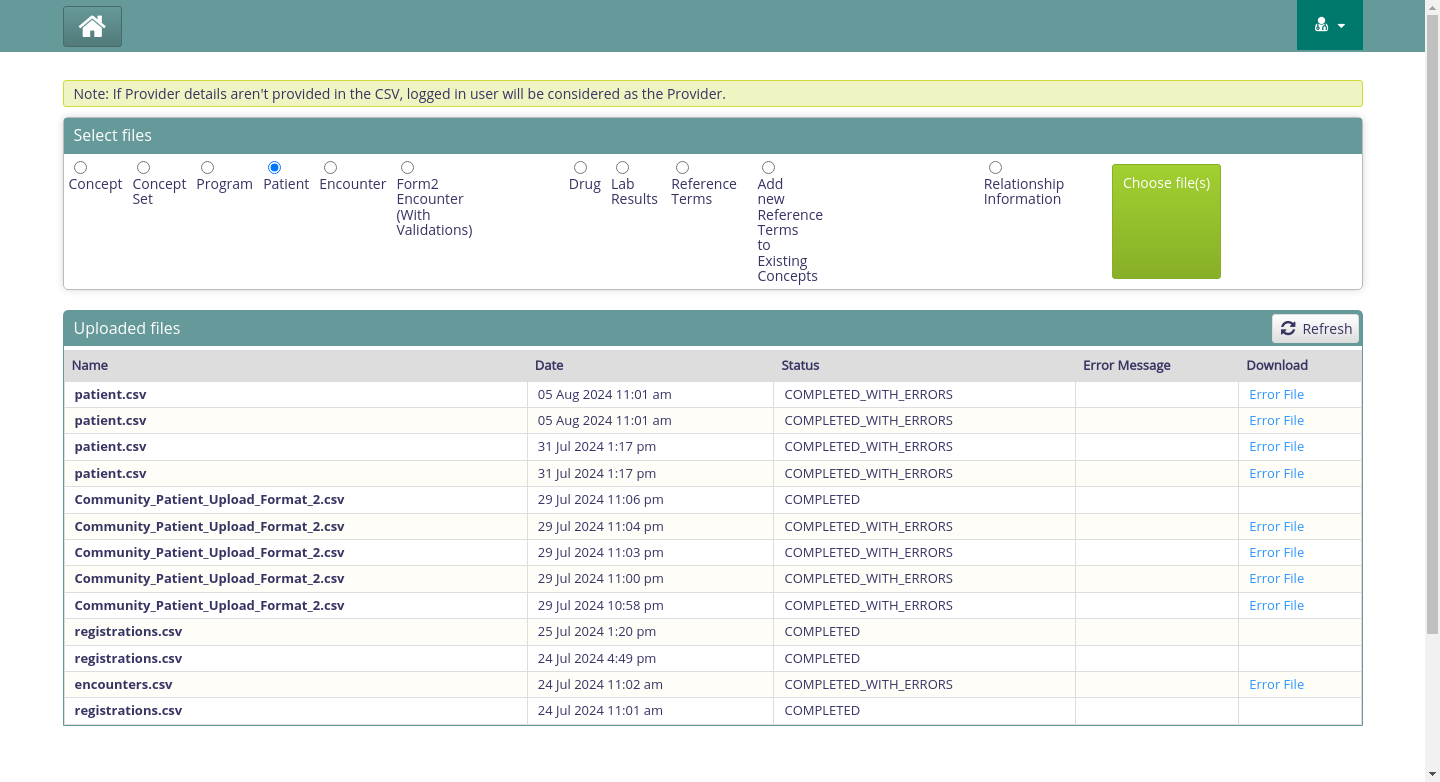 Note: If Provider details aren't provided in the CSV, logged in user will be considered as the Provider.
Select files
Concept
Concept
Set
Program
Patient
Encounter
Form2
Encounter
(With
Validations)
Drug
Lab
Results
Reference
Terms
Add
new
Reference
Terms
to
Existing
Concepts
Relationship
Information
Choose file(s)
Uploaded files
Refresh
Name Date Status Error Message Download
patient.csv 05 Aug 2024 11:01 am COMPLETED_WITH_ERRORS Error File
patient.csv 05 Aug 2024 11:01 am COMPLETED_WITH_ERRORS Error File
patient.csv 31 Jul 2024 1:17 pm COMPLETED_WITH_ERRORS Error File
patient.csv 31 Jul 2024 1:17 pm COMPLETED_WITH_ERRORS Error File
Community_Patient_Upload_Format_2.csv 29 Jul 2024 11:06 pm COMPLETED
Community_Patient_Upload_Format_2.csv 29 Jul 2024 11:04 pm COMPLETED_WITH_ERRORS Error File
Community_Patient_Upload_Format_2.csv 29 Jul 2024 11:03 pm COMPLETED_WITH_ERRORS Error File
Community_Patient_Upload_Format_2.csv 29 Jul 2024 11:00 pm COMPLETED_WITH_ERRORS Error File
Community_Patient_Upload_Format_2.csv 29 Jul 2024 10:58 pm COMPLETED_WITH_ERRORS Error File
registrations.csv 25 Jul 2024 1:20 pm COMPLETED
registrations.csv 24 Jul 2024 4:49 pm COMPLETED
encounters.csv 24 Jul 2024 11:02 am COMPLETED_WITH_ERRORS Error File
registrations.csv 24 Jul 2024 11:01 am COMPLETED